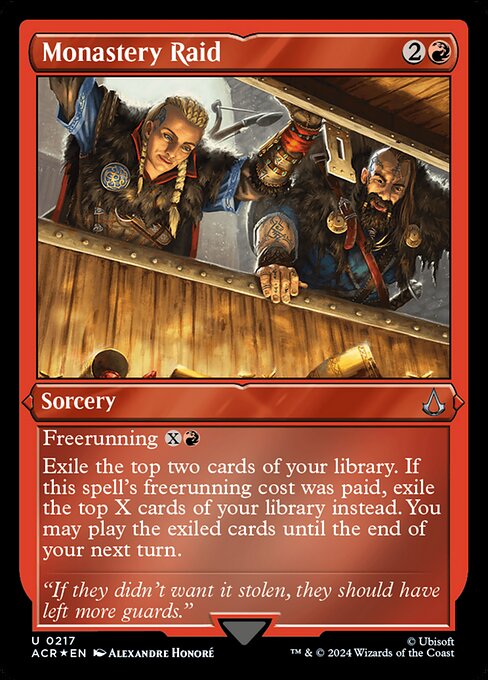 Monastery Raid 2
Sorcery
Freerunning X
Exile the top two cards of your library. If
this spell's freerunning cost was paid, exile
the top X cards of your library instead. You
may play the exiled cards until the end of
your next turn.
"If they didn't want it stolen, they should have
left more guards."
U 0217
ACR★EN Alexandre Honoré
© Ubisoft
™ & © 2024 Wizards of the Coast